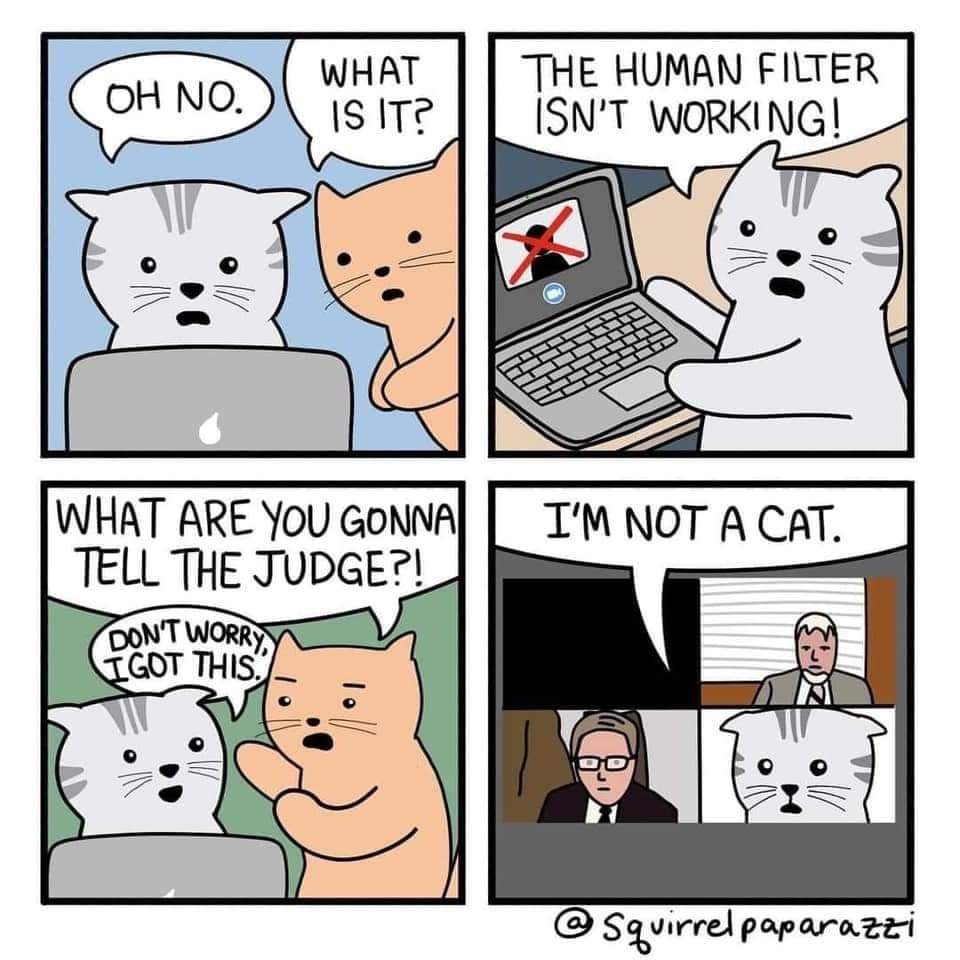 OH NO.
WHAT
IS IT?
THE HUMAN FILTER
ISN'T WORKING!
WHAT ARE YOU GONNA
TELL THE JUDGE?!
DON'T WORRY,
I GOT THIS.
I'M NOT A CAT.
@squirrelpaparazzi